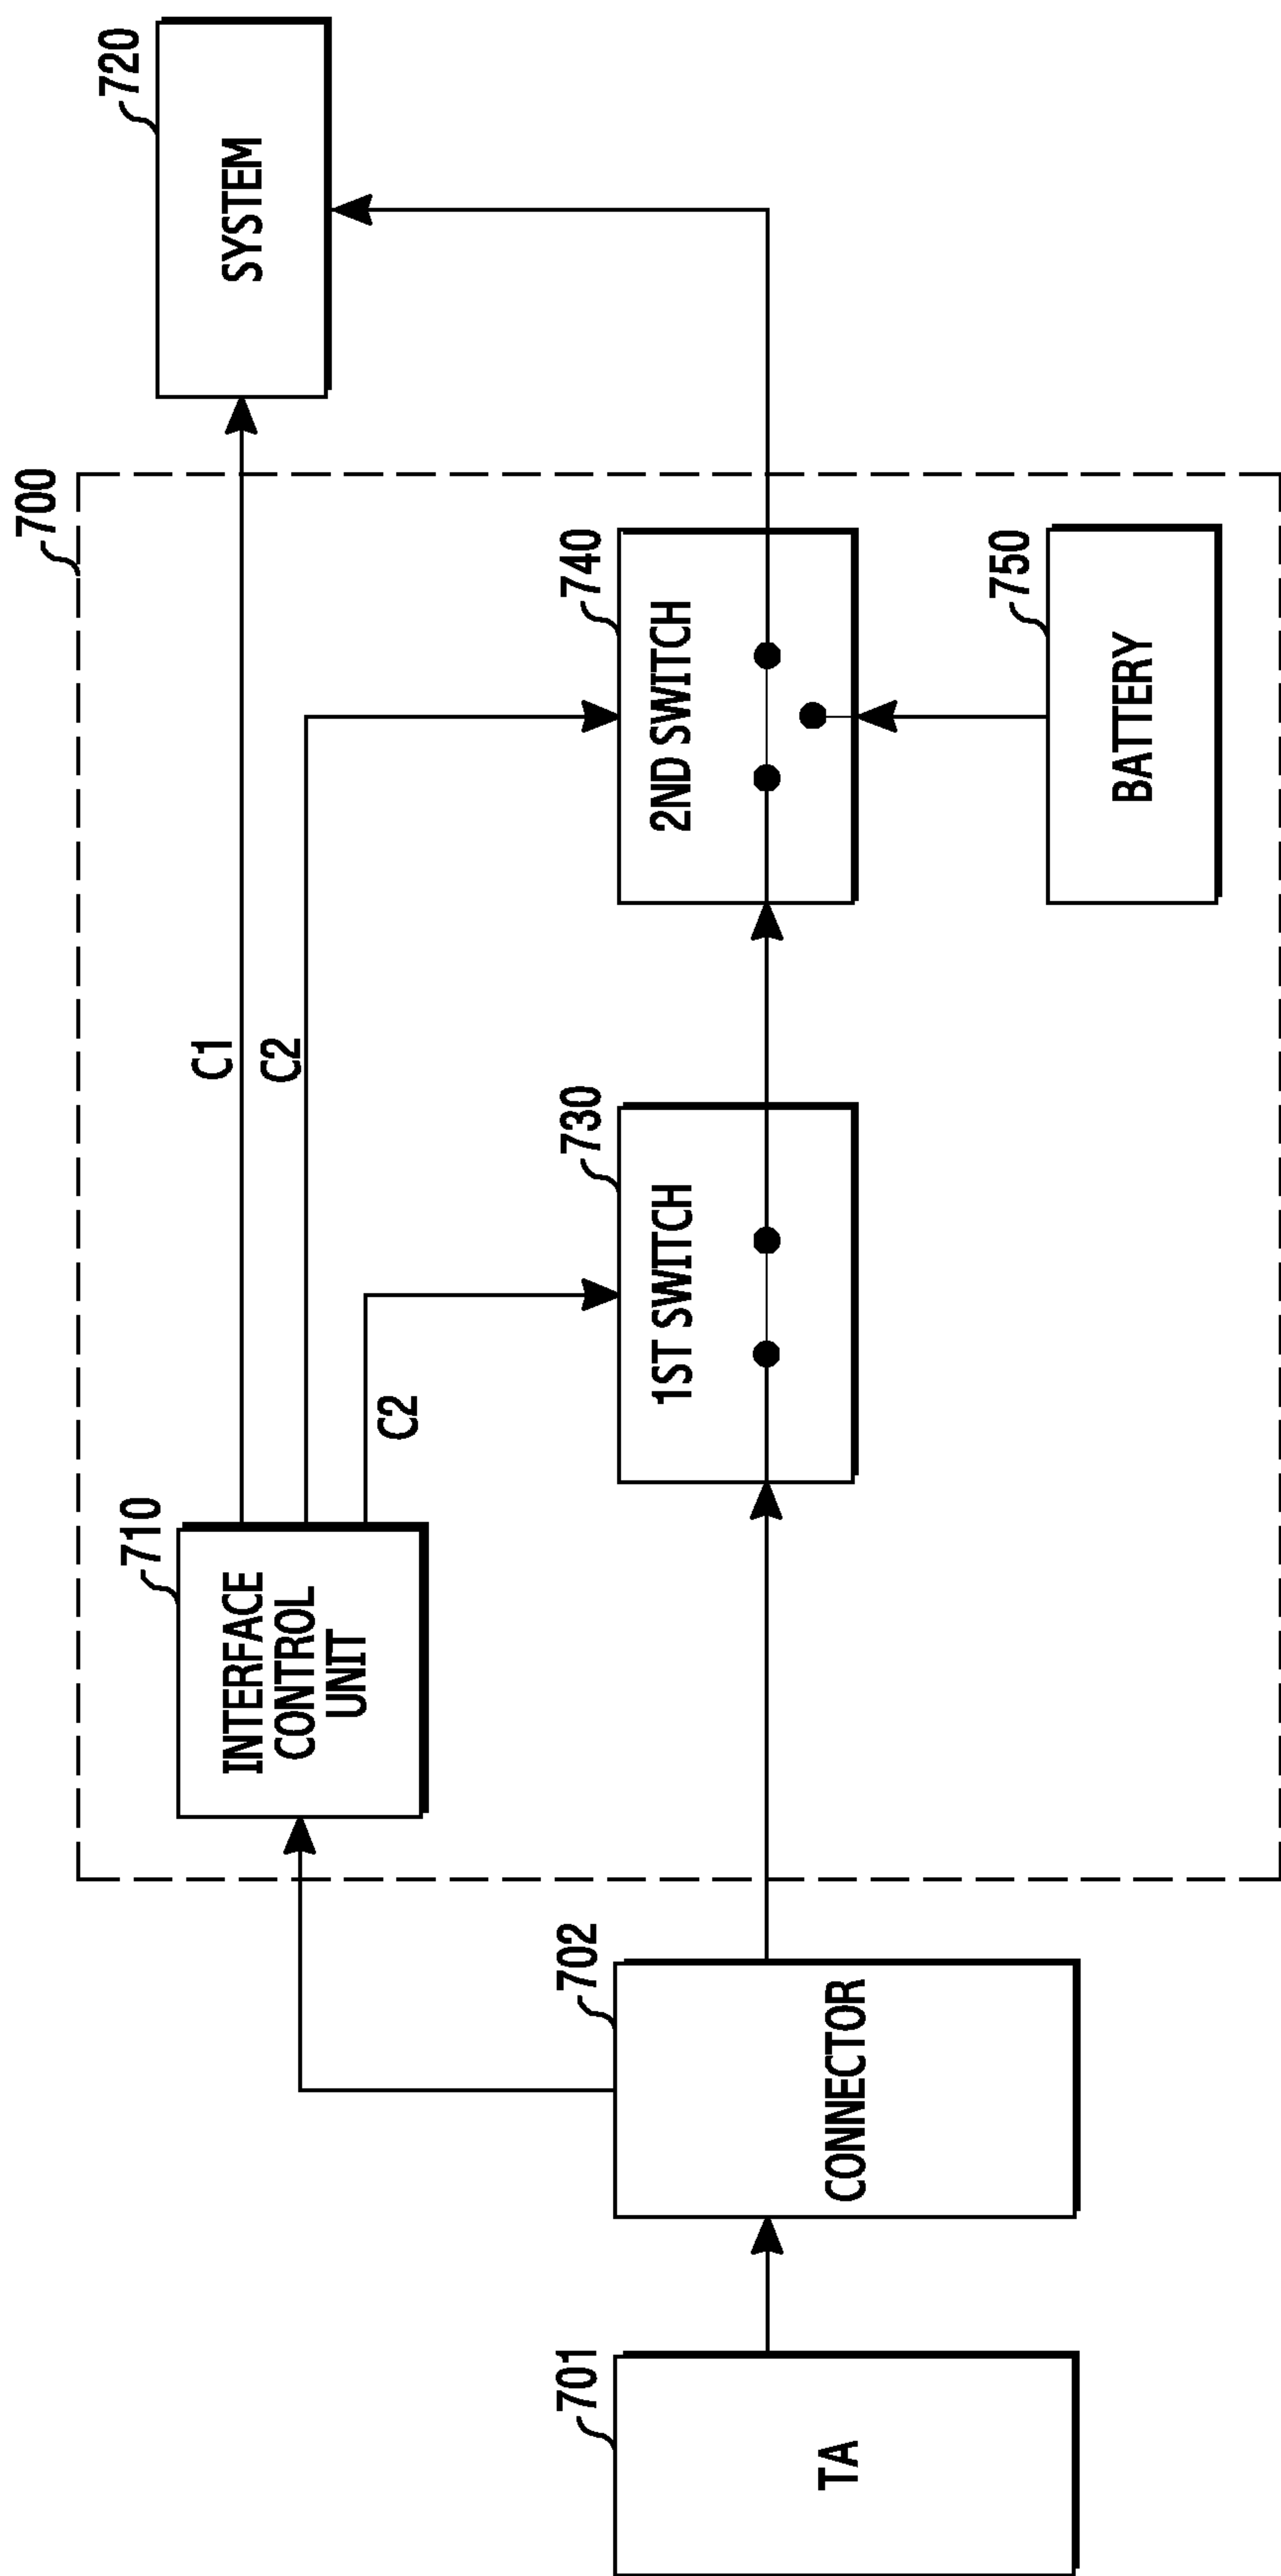 700
720
SYSTEM
C1
C2
C2
710
INTERFACE
CONTROL
UNIT
730
1ST SWITCH
740
2ND SWITCH
750
BATTERY
702
CONNECTOR
701
TA